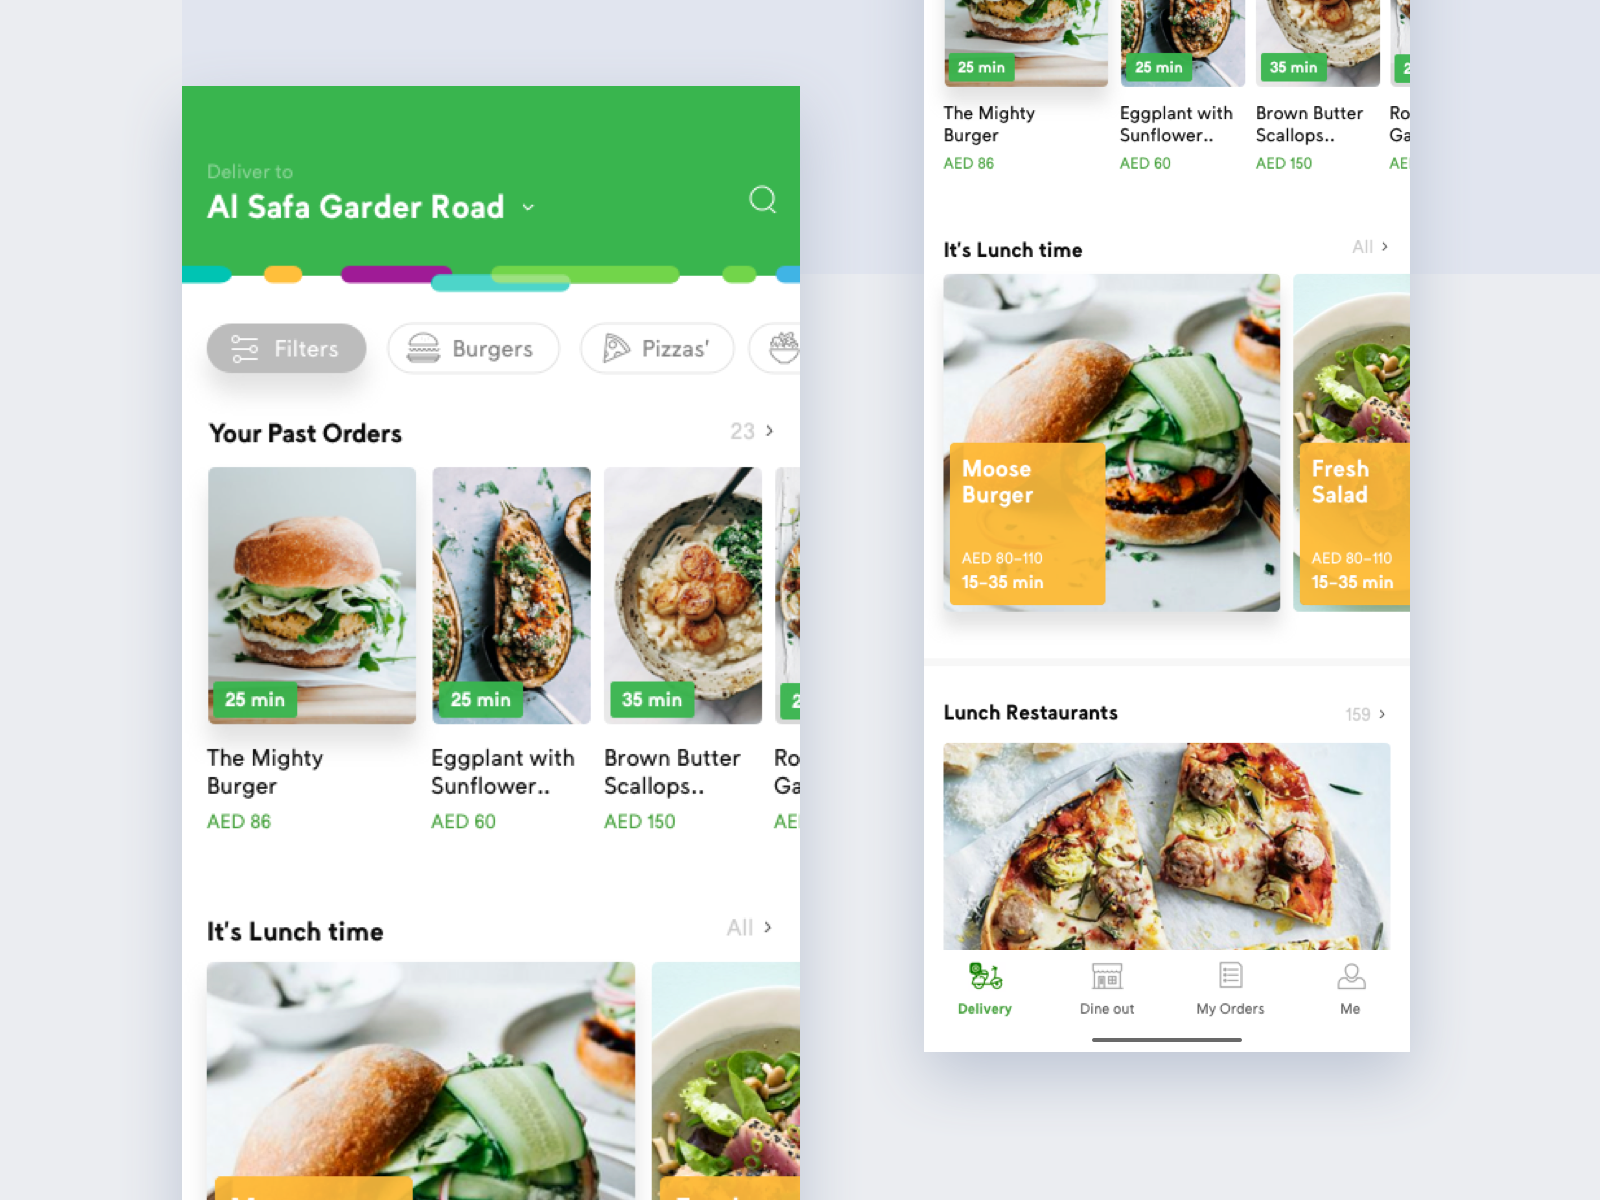 Deliver to
Al Safa Garder Road
Filters
Burgers
Pizzas'
Your Past Orders
23
25 min
25 min
35 min
2
The Mighty
Burger
AED 86
Eggplant with
Sunflower..
AED 60
Brown Butter
Scallops..
AED 150
Ro
Ga
AE
It's Lunch time
All
25 min
25 min
35 min
2
The Mighty
Burger
AED 86
Eggplant with
Sunflower..
AED 60
Brown Butter
Scallops..
AED 150
Ro
Ga
AE
It's Lunch time
All
Moose
Burger
AED 80-110
15-35 min
Fresh
Salad
AED 80-110
15-35 min
Lunch Restaurants
159
Delivery
Dine out
My Orders
Me